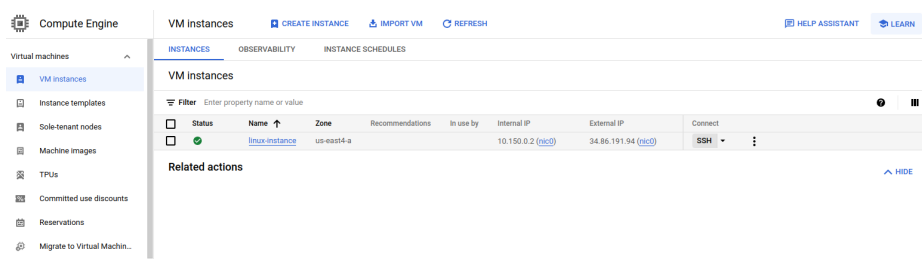 Compute Engine
VM instances CREATE INSTANCE IMPORT VM REFRESH HELP ASSISTANT LEARN
Virtual machines
INSTANCES OBSERVABILITY INSTANCE SCHEDULES
VM instances
VM instances
Instance templates
Filter Enter property name or value
Sole-tenant nodes
Status Name Zone Recommendations In use by Internal IP External IP Connect
linux-instance us-east4-a 10.150.0.2 (nic0) 34.86.191.94 (nic0) SSH
Machine images
Related actions
HIDE
TPUs
Committed use discounts
Reservations
Migrate to Virtual Machin...